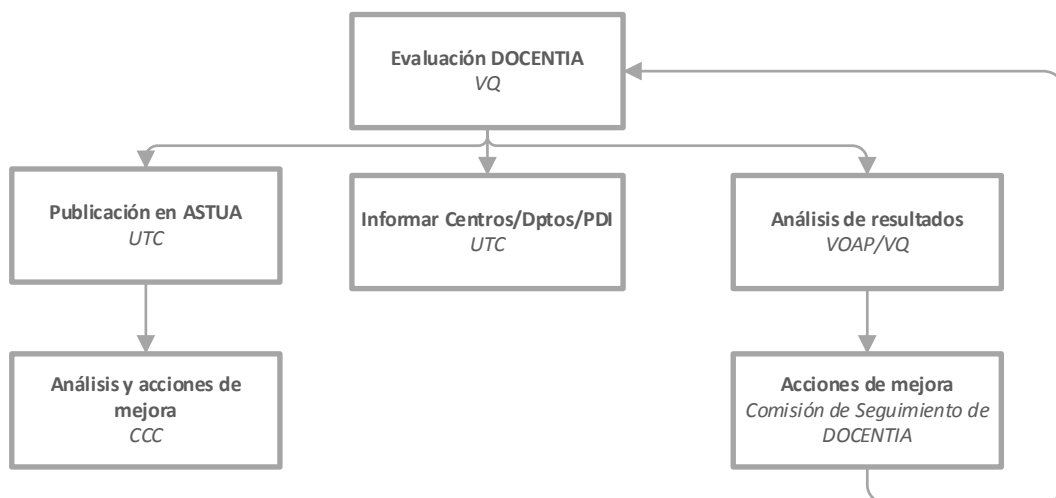 Evaluación DOCENTIA
VQ
Publicación en ASTUA
UTC
Informar Centros/Dptos/PDI
UTC
Análisis de resultados
VOAP/VQ
Análisis y acciones de
mejora
CCC
Acciones de mejora
Comisión de Seguimiento de
DOCENTIA